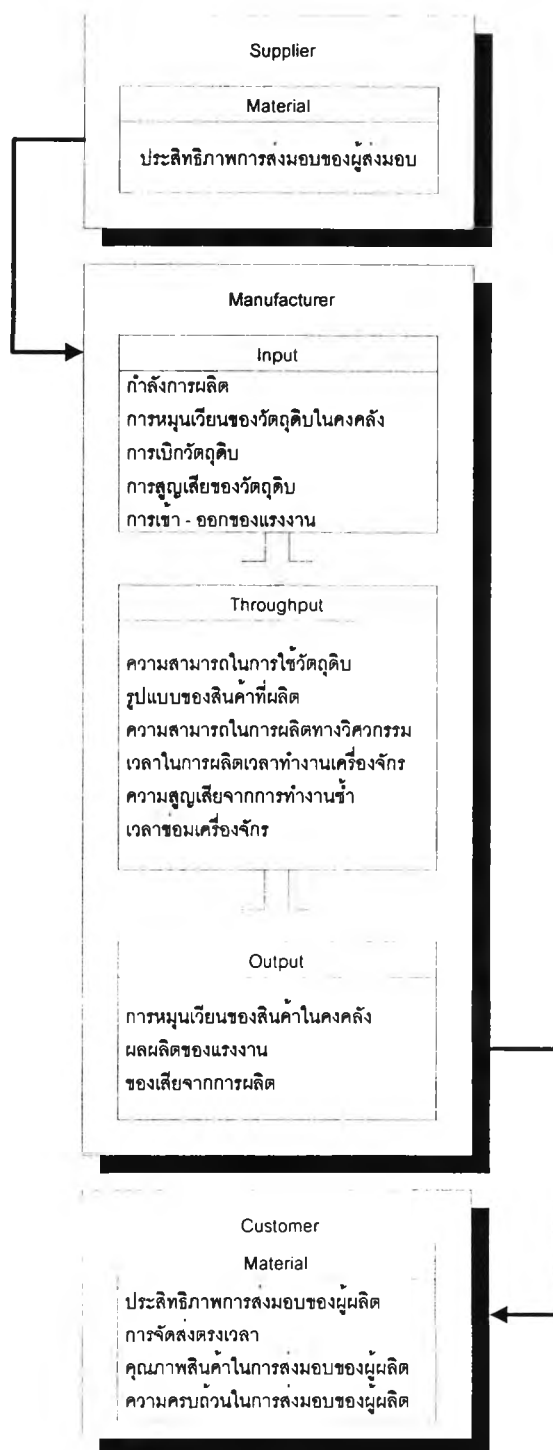 Supplier
Material
ประสิทธิภาพการส่งมอบของผู้ส่งมอบ
Manufacturer
Input
กำลังการผลิต
การหมุนเวียนของวัตถุดิบในคงคลัง
การเบิกวัตถุดิบ
การสูญเสียของวัตถุดิบ
การเข้า - ออกของแรงงาน
Throughput
ความสามารถในการใช้วัตถุดิบ
รูปแบบของสินค้าที่ผลิต
ความสามารถในการผลิตทางวิศวกรรม
เวลาในการผลิตเวลาทำงานเครื่องจักร
ความสูญเสียจากการทำงานซ้ำ
เวลาซ่อมเครื่องจักร
Output
การหมุนเวียนของสินค้าในคงคลัง
ผลผลิตของแรงงาน
ของเสียจากการผลิต
Customer
Material
ประสิทธิภาพการส่งมอบของผู้ผลิต
การจัดส่งตรงเวลา
คุณภาพสินค้าในการส่งมอบของผู้ผลิต
ความครบถ้วนในการส่งมอบของผู้ผลิต